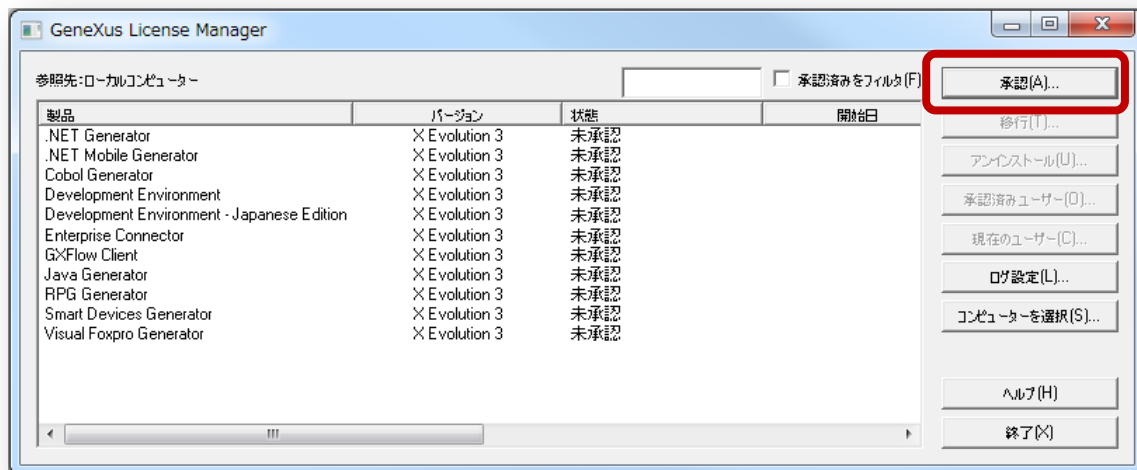 GeneXus License Manager
参照先:ローカルコンピューター
承認済みをフィルタ(F)
承認(A)...
製品 バージョン 状態 開始日
移行(T)...
.NET Generator X Evolution 3 未承認
.NET Mobile Generator X Evolution 3 未承認
アンインストール(U)...
Cobol Generator X Evolution 3 未承認
Development Environment X Evolution 3 未承認
承認済みユーザー(O)...
Development Environment - Japanese Edition X Evolution 3 未承認
Enterprise Connector X Evolution 3 未承認
現在のユーザー(C)...
GXFlow Client X Evolution 3 未承認
Java Generator X Evolution 3 未承認
ログ設定(L)...
RPG Generator X Evolution 3 未承認
Smart Devices Generator X Evolution 3 未承認
コンピューターを選択(S)...
Visual Foxpro Generator X Evolution 3 未承認
ヘルプ(H)
終了(X)